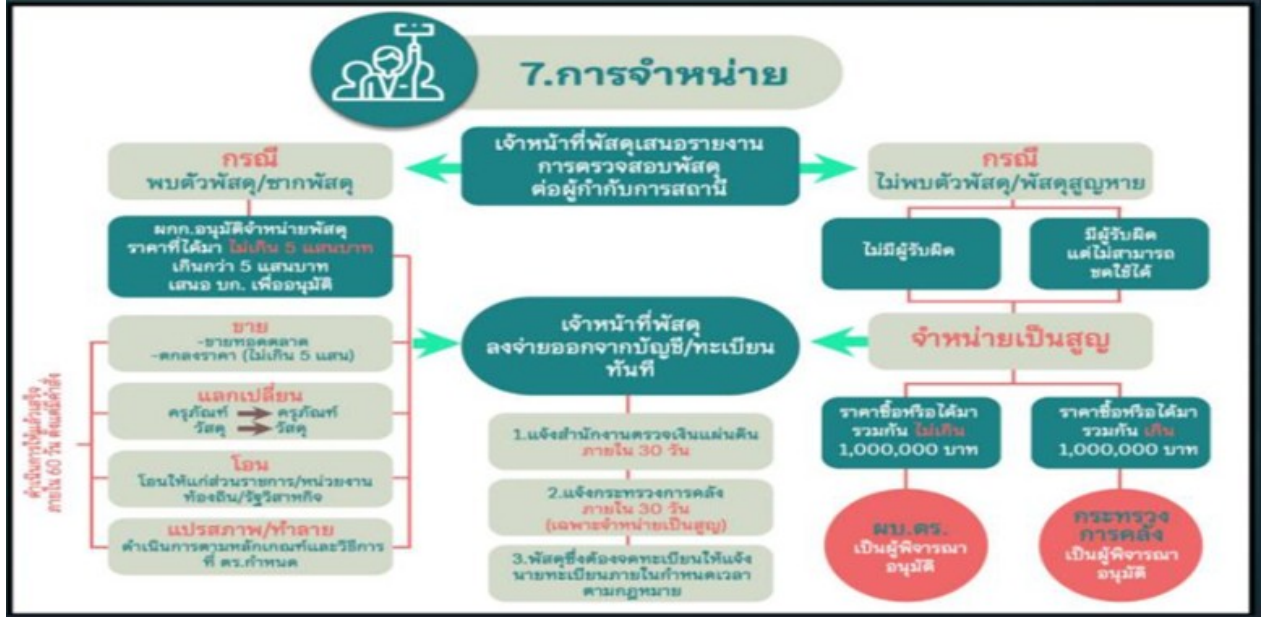 7.การจำหน่าย
เจ้าหน้าที่พัสดุเสนอรายงาน
การตรวจสอบพัสดุ
ต่อผู้กำกับการสถานี
กรณี
พบตัวพัสดุ/ซากพัสดุ
ผกก.อนุมัติจำหน่ายพัสดุ
ราคาที่ได้มา ไม่เกิน 5 แสนบาท
เกินกว่า 5 แสนบาท
เสนอ บก. เพื่ออนุมัติ
ดำเนินการให้แล้วเสร็จ
ภายใน 60 วัน ตั้งแต่มีคำสั่ง
ขาย
-ขายทอดตลาด
-ตกลงราคา (ไม่เกิน 5 แสน)
แลกเปลี่ยน
ครุภัณฑ์ ครุภัณฑ์
วัสดุ วัสดุ
โอน
โอนให้แก่ส่วนราชการ/หน่วยงาน
ท้องถิ่น/รัฐวิสาหกิจ
แปรสภาพ/ทำลาย
ดำเนินการตามหลักเกณฑ์และวิธีการ
ที่ ตร.กำหนด
เจ้าหน้าที่พัสดุ
ลงจ่ายออกจากบัญชี/ทะเบียน
ทันที
1.แจ้งสำนักงานตรวจเงินแผ่นดิน
ภายใน 30 วัน
2.แจ้งกระทรวงการคลัง
ภายใน 30 วัน
(เฉพาะจำหน่ายเป็นสูญ)
3.พัสดุซึ่งต้องจดทะเบียนให้แจ้ง
นายทะเบียนภายในกำหนดเวลา
ตามกฎหมาย
กรณี
ไม่พบตัวพัสดุ/พัสดุสูญหาย
ไม่มีผู้รับผิด
มีผู้รับผิด
แต่ไม่สามารถ
ชดใช้ได้
จำหน่ายเป็นสูญ
ราคาซื้อหรือได้มา
รวมกัน ไม่เกิน
1,000,000 บาท
ราคาซื้อหรือได้มา
รวมกัน เกิน
1,000,000 บาท
ผบ.ตร.
เป็นผู้พิจารณา
อนุมัติ
กระทรวง
การคลัง
เป็นผู้พิจารณา
อนุมัติ